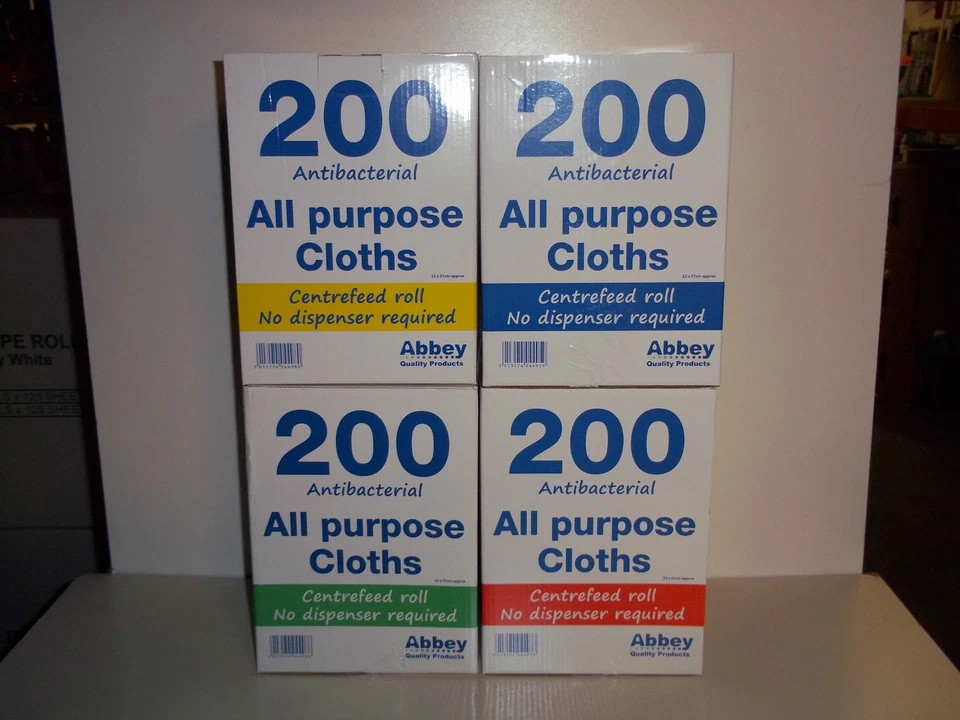 200
Antibacterial
All purpose
Cloths
Centrefeed roll
No dispenser required
Abbey
Quality Products
200
Antibacterial
All purpose
Cloths
Centrefeed roll
No dispenser required
Abbey
Quality Products
200
Antibacterial
All purpose
Cloths
Centrefeed roll
No dispenser required
Abbey
Quality Products
200
Antibacterial
All purpose
Cloths
Centrefeed roll
No dispenser required
Abbey
Quality Products
White
x 125